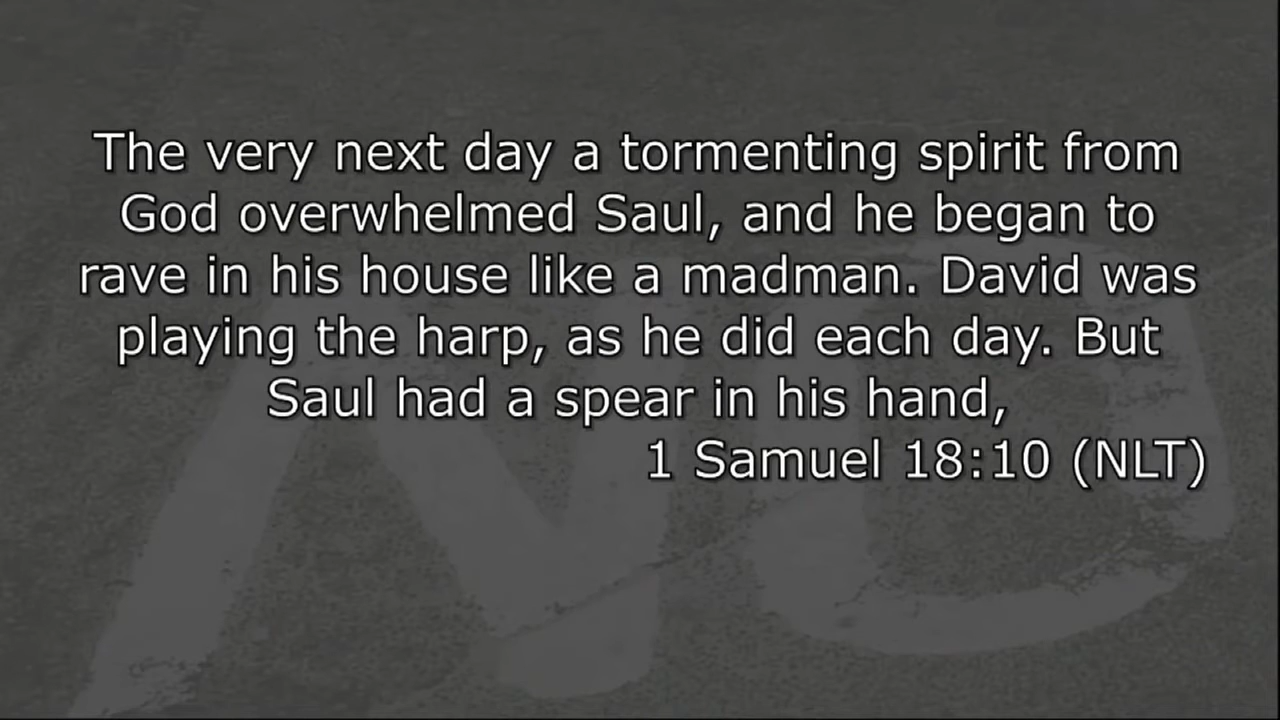 The very next day a tormenting spirit from
God overwhelmed Saul, and he began to
rave in his house like a madman. David was
playing the harp, as he did each day. But
Saul had a spear in his hand,
1 Samuel 18:10 (NLT)
NO